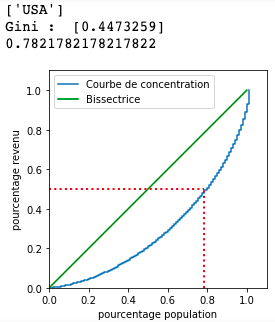 ['USA']
Gini :  [0.4473259]
0.7821782178217822
Courbe de concentration
Bissectrice
pourcentage revenu
1.0
0.8
0.6
0.4
0.2
0.0
0.0 0.2 0.4 0.6 0.8 1.0
pourcentage population